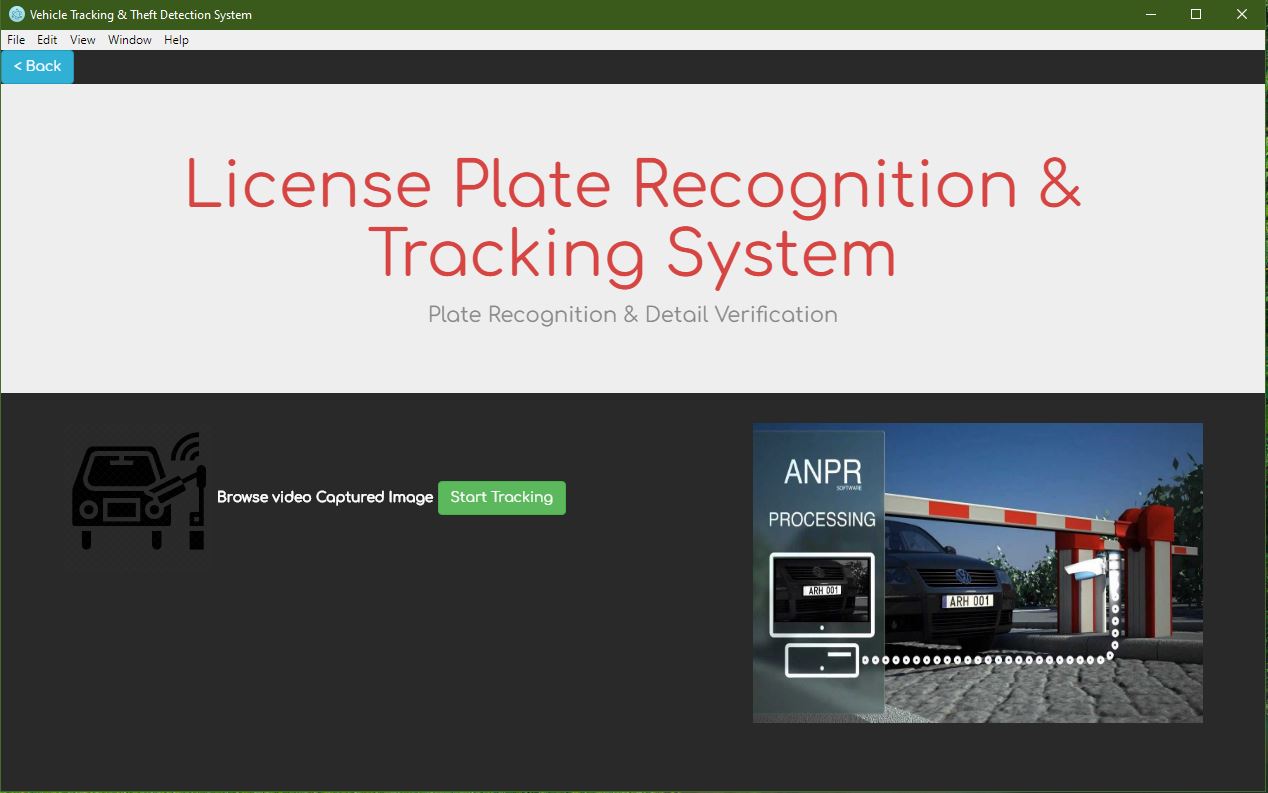 Vehicle Tracking & Theft Detection System
File Edit View Window Help
< Back
License Plate Recognition &
Tracking System
Plate Recognition & Detail Verification
Browse video Captured Image Start Tracking
ANPR
SOFTWARE
PROCESSING
ARH 001
ARH 001